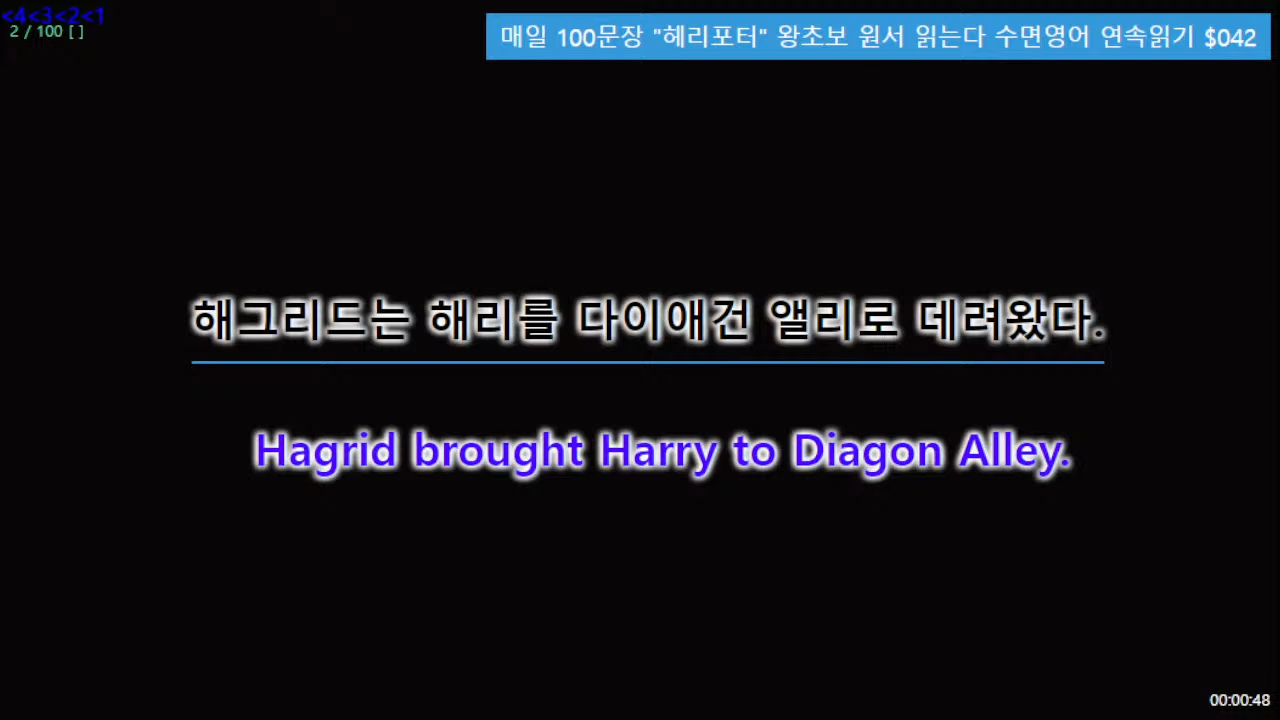 <4<3<2<1
2 / 100 [ ]
매일 100문장 "헤리포터" 왕초보 원서 읽는다 수면영어 연속읽기 $042
해그리드는 해리를 다이애건 앨리로 데려왔다.
Hagrid brought Harry to Diagon Alley.
00:00:48